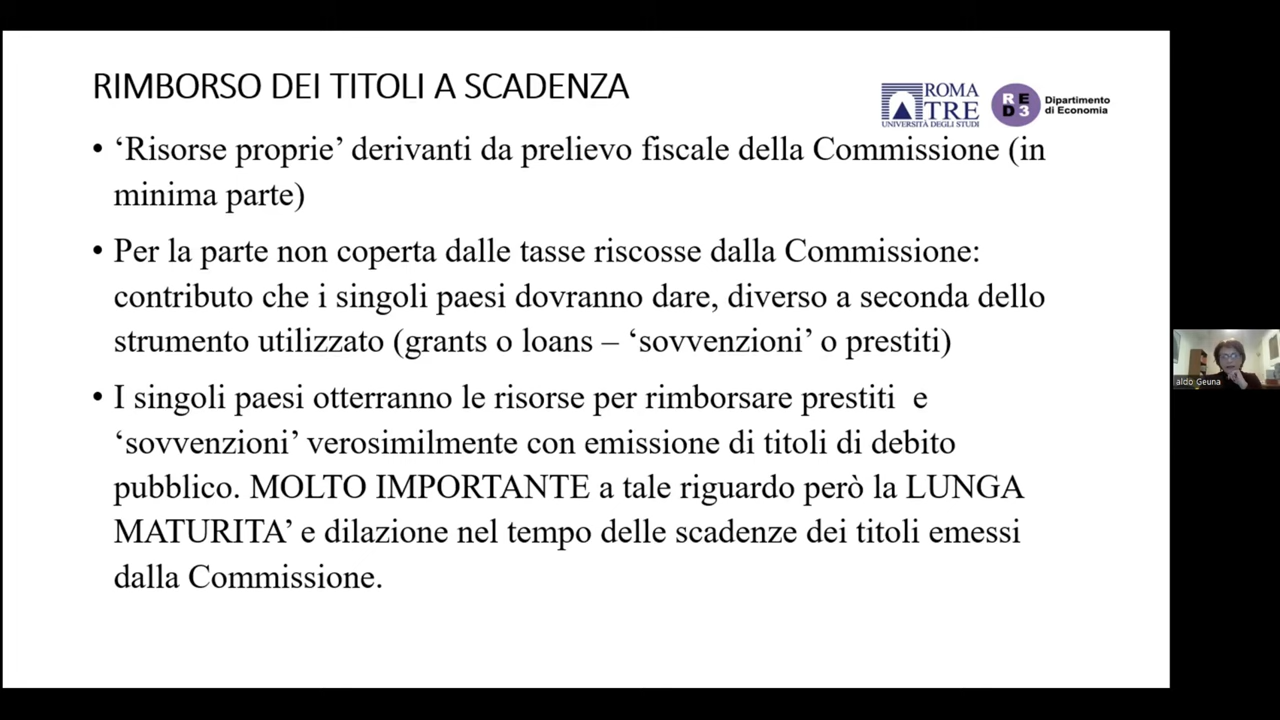 RIMBORSO DEI TITOLI A SCADENZA
ROMA
TRE
UNIVERSITÀ DEGLI STUDI
RE
D3
Dipartimento
di Economia
• ‘Risorse proprie’ derivanti da prelievo fiscale della Commissione (in
minima parte)
• Per la parte non coperta dalle tasse riscosse dalla Commissione:
contributo che i singoli paesi dovranno dare, diverso a seconda dello
strumento utilizzato (grants o loans – ‘sovvenzioni’ o prestiti)
• I singoli paesi otterranno le risorse per rimborsare prestiti e
‘sovvenzioni’ verosimilmente con emissione di titoli di debito
pubblico. MOLTO IMPORTANTE a tale riguardo però la LUNGA
MATURITA’ e dilazione nel tempo delle scadenze dei titoli emessi
dalla Commissione.
aldo Geuna